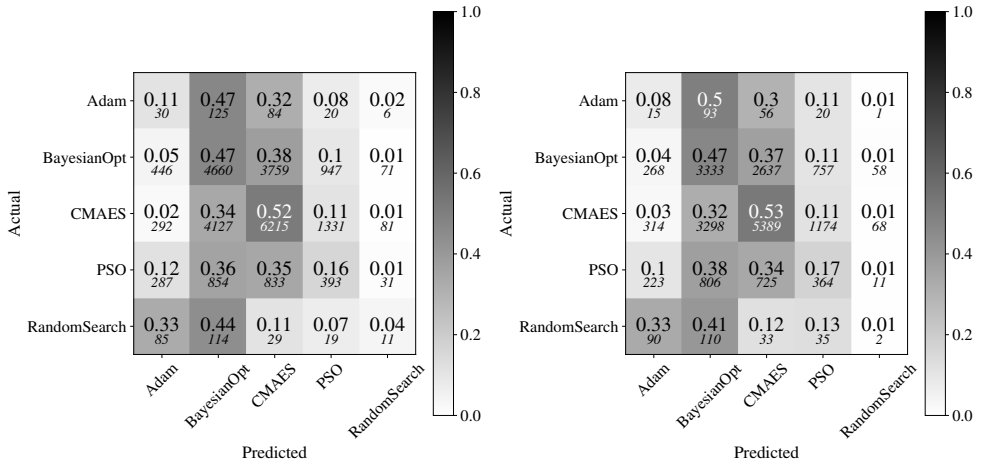 1.0
0.8
0.6
0.4
0.2
0.0
Adam 0.11 0.47 0.32 0.08 0.02
30 125 84 20 6
BayesianOpt 0.05 0.47 0.38 0.1 0.01
446 4660 3759 947 71
CMAES 0.02 0.34 0.52 0.11 0.01
292 4127 6215 1331 81
PSO 0.12 0.36 0.35 0.16 0.01
287 854 833 393 31
RandomSearch 0.33 0.44 0.11 0.07 0.04
85 114 29 19 11
Adam BayesianOpt CMAES PSO RandomSearch
Actual
Predicted
1.0
0.8
0.6
0.4
0.2
0.0
Adam 0.08 0.5 0.3 0.11 0.01
15 93 56 20 1
BayesianOpt 0.04 0.47 0.37 0.11 0.01
268 3333 2637 757 58
CMAES 0.03 0.32 0.53 0.11 0.01
314 3298 5389 1174 68
PSO 0.1 0.38 0.34 0.17 0.01
223 806 725 364 11
RandomSearch 0.33 0.41 0.12 0.13 0.01
90 110 33 35 2
Adam BayesianOpt CMAES PSO RandomSearch
Actual
Predicted